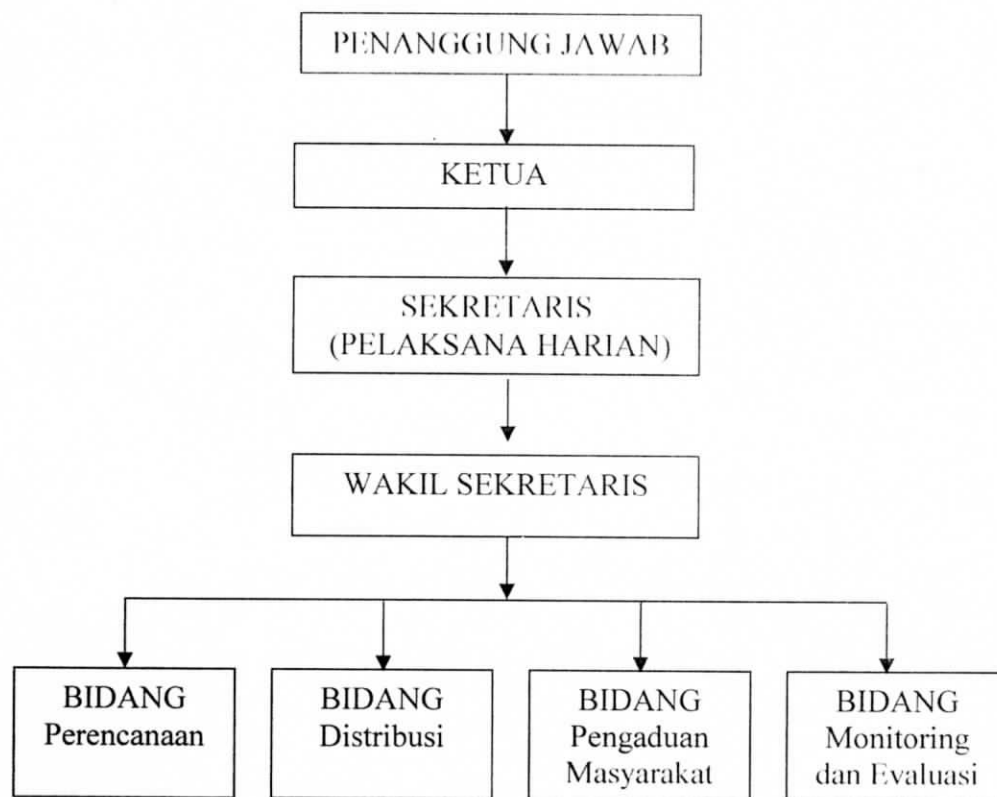 PENANGGUNG JAWAB
KETUA
SEKRETARIS
(PELAKSANA HARIAN)
WAKIL SEKRETARIS
BIDANG
Perencanaan
BIDANG
Distribusi
BIDANG
Pengaduan
Masyarakat
BIDANG
Monitoring
dan Evaluasi